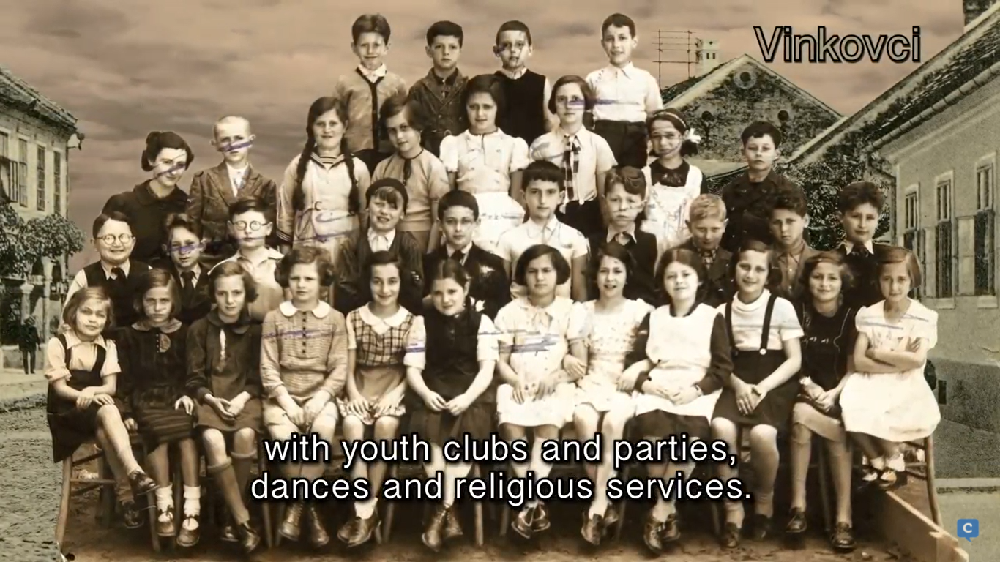 Vinkovci
with youth clubs and parties,
dances and religious services.
C